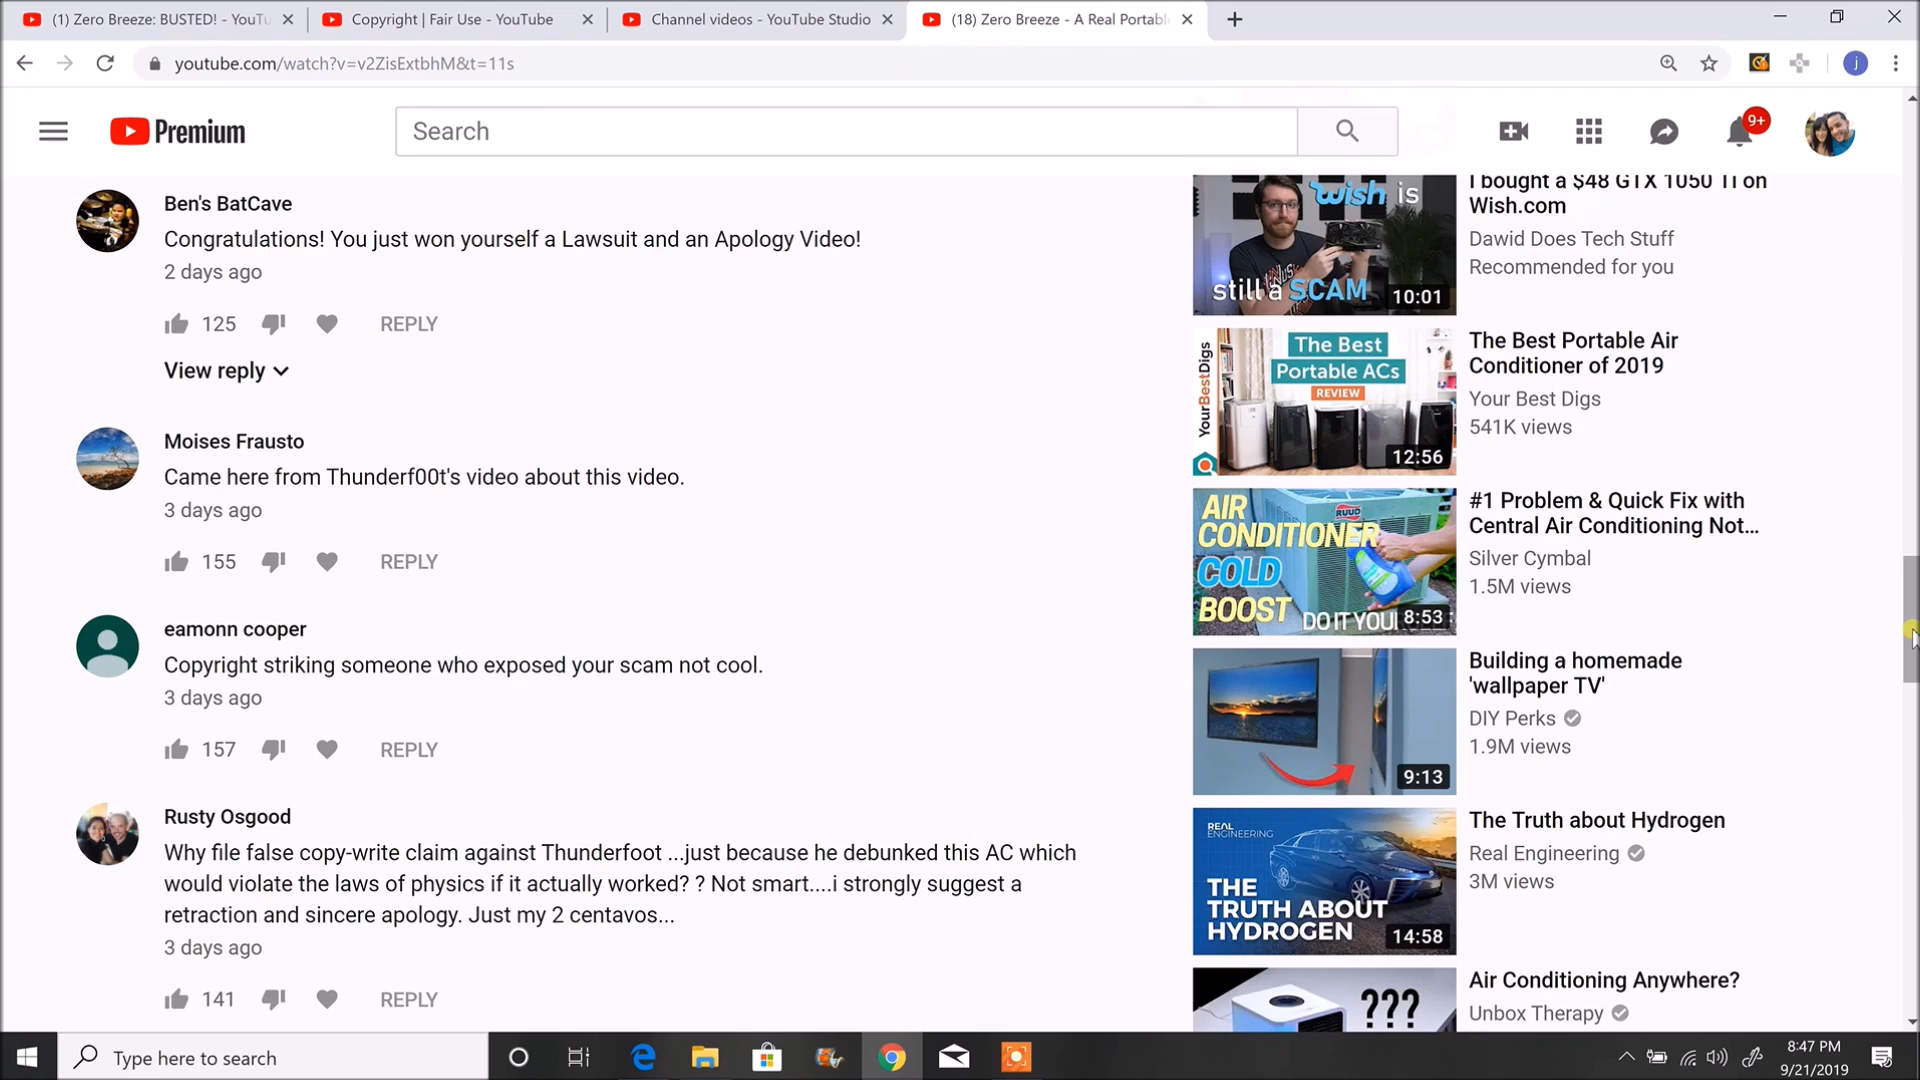 (1) Zero Breeze: BUSTED! - YouTu
Copyright | Fair Use - YouTube
Channel videos - YouTube Studio
(18) Zero Breeze - A Real Portabl
youtube.com/watch?v=v2ZisExtbhM&t=11s
j
Premium
Search
9+
Ben's BatCave
Congratulations! You just won yourself a Lawsuit and an Apology Video!
2 days ago
125
REPLY
View reply
Moises Frausto
Came here from Thunderf00t's video about this video.
3 days ago
155
REPLY
eamonn cooper
Copyright striking someone who exposed your scam not cool.
3 days ago
157
REPLY
Rusty Osgood
Why file false copy-write claim against Thunderfoot ...just because he debunked this AC which
would violate the laws of physics if it actually worked? ? Not smart....i strongly suggest a
retraction and sincere apology. Just my 2 centavos...
3 days ago
141
REPLY
wish is
still a SCAM
10:01
I bought a $48 GTX 1050 Ti on
Wish.com
Dawid Does Tech Stuff
Recommended for you
YourBestDigs
The Best
Portable ACs
REVIEW
12:56
The Best Portable Air
Conditioner of 2019
Your Best Digs
541K views
RUUD
AIR
CONDITIONER
COLD
BOOST
8:53
#1 Problem & Quick Fix with
Central Air Conditioning Not...
Silver Cymbal
1.5M views
9:13
Building a homemade
'wallpaper TV'
DIY Perks
1.9M views
REAL
ENGINEERING
THE
TRUTH ABOUT
HYDROGEN
14:58
The Truth about Hydrogen
Real Engineering
3M views
???
Air Conditioning Anywhere?
Unbox Therapy
Type here to search
8:47 PM
9/21/2019